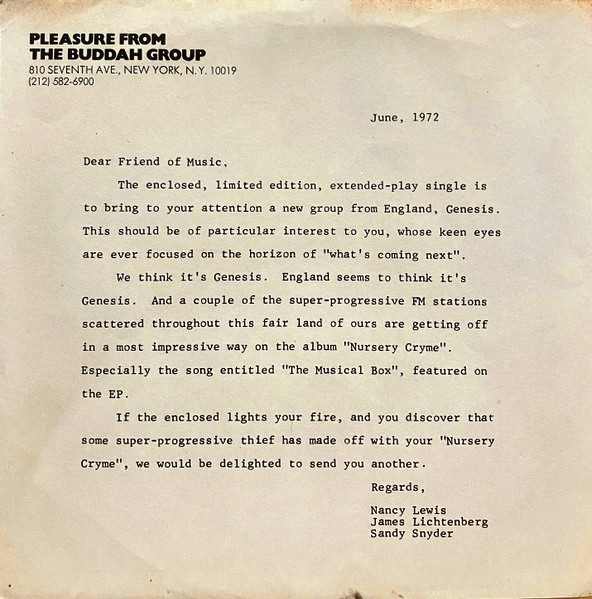 PLEASURE FROM
THE BUDDAH GROUP
810 SEVENTH AVE., NEW YORK, N.Y. 10019
(212) 582-6900
June, 1972
Dear Friend of Music,
The enclosed, limited edition, extended-play single is
to bring to your attention a new group from England, Genesis.
This should be of particular interest to you, whose keen eyes
are ever focused on the horizon of "what's coming next".
We think it's Genesis. England seems to think it's
Genesis. And a couple of the super-progressive FM stations
scattered throughout this fair land of ours are getting off
in a most impressive way on the album "Nursery Cryme".
Especially the song entitled "The Musical Box", featured on
the EP.
If the enclosed lights your fire, and you discover that
some super-progressive thief has made off with your "Nursery
Cryme", we would be delighted to send you another.
Regards,
Nancy Lewis
James Lichtenberg
Sandy Snyder